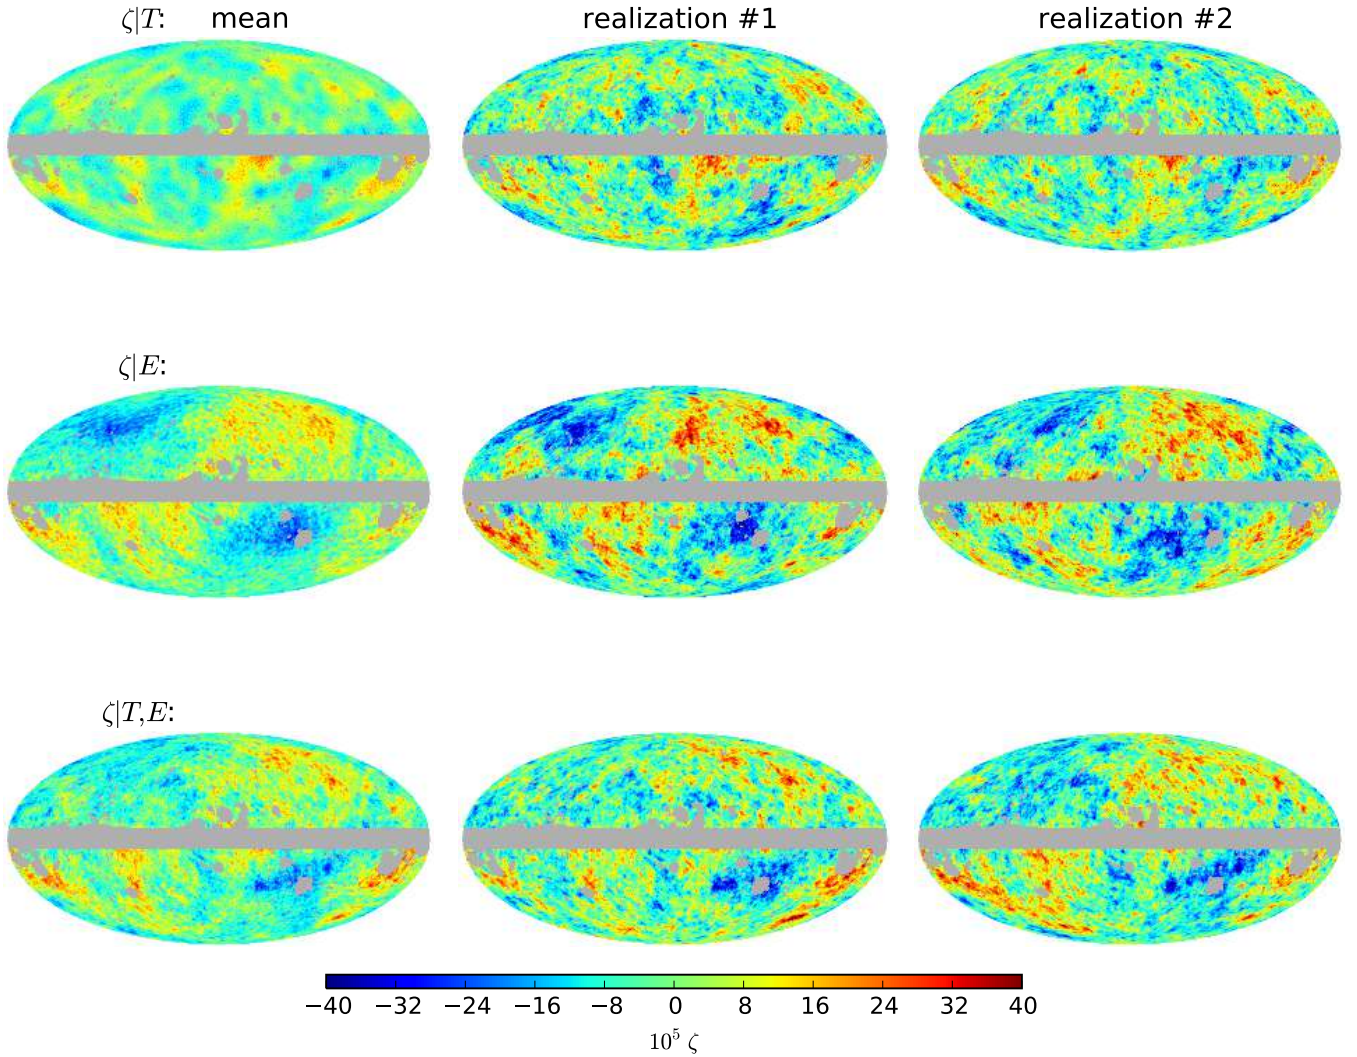 ζ|T: mean realization #1 realization #2
ζ|E:
ζ|T,E:
−40 −32 −24 −16 −8 0 8 16 24 32 40
10⁵ ζ